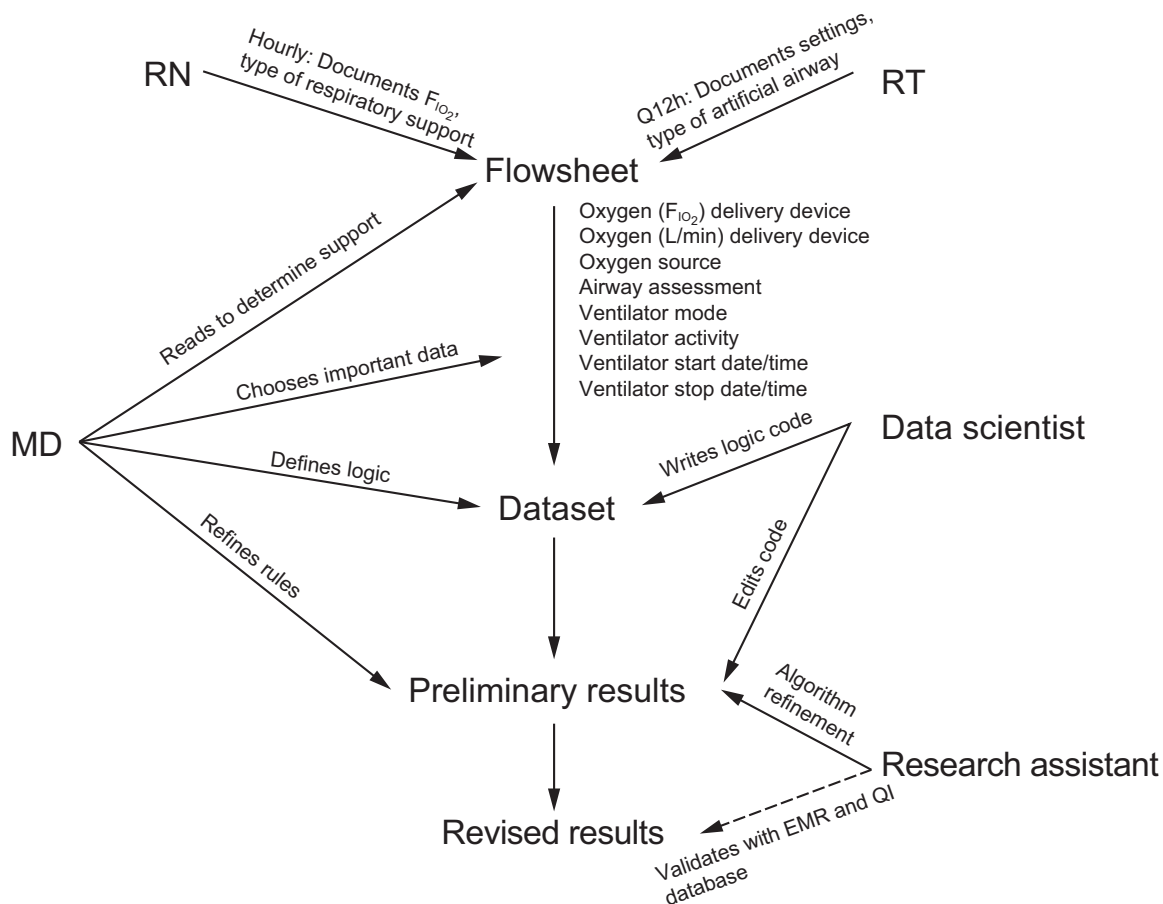 RN
Hourly: Documents FIO2,
type of respiratory support
Q12h: Documents settings,
type of artificial airway
RT
Flowsheet
Oxygen (FIO2) delivery device
Oxygen (L/min) delivery device
Oxygen source
Airway assessment
Ventilator mode
Ventilator activity
Ventilator start date/time
Ventilator stop date/time
Reads to determine support
Chooses important data
MD
Defines logic
Refines rules
Writes logic code
Data scientist
Dataset
Edits code
Preliminary results
Algorithm
refinement
Research assistant
Revised results
Validates with EMR and QI
database